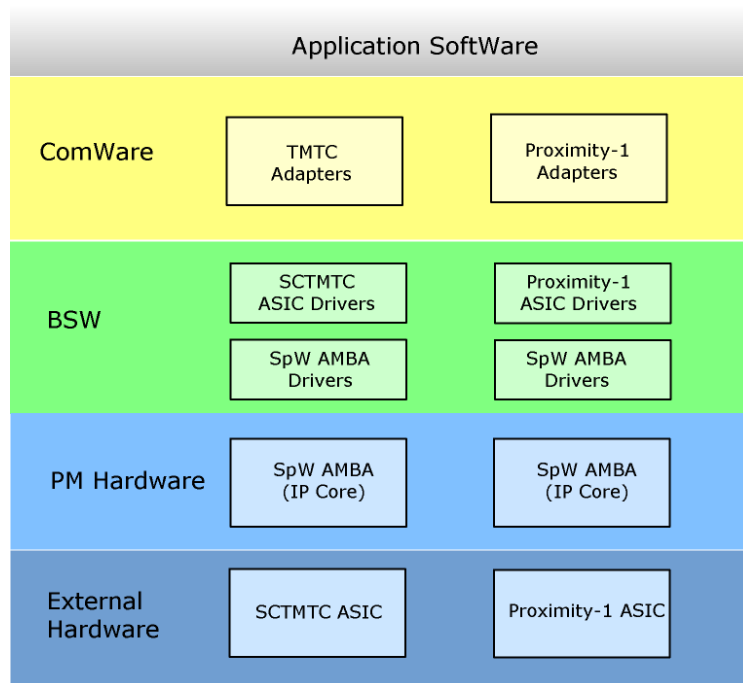 Application SoftWare
ComWare
TMTC
Adapters
Proximity-1
Adapters
BSW
SCTMTC
ASIC Drivers
Proximity-1
ASIC Drivers
SpW AMBA
Drivers
SpW AMBA
Drivers
PM Hardware
SpW AMBA
(IP Core)
SpW AMBA
(IP Core)
External
Hardware
SCTMTC ASIC
Proximity-1 ASIC